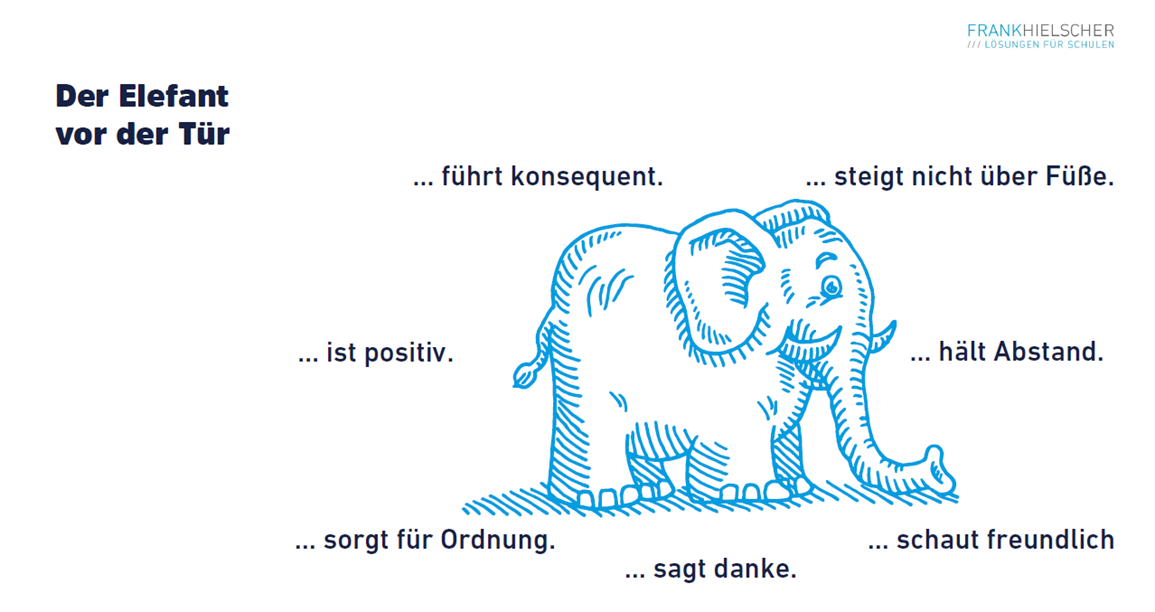 FRANKHIELSCHER
/// LÖSUNGEN FÜR SCHULEN
Der Elefant
vor der Tür
... führt konsequent.
... steigt nicht über Füße.
... ist positiv.
... hält Abstand.
... sorgt für Ordnung.
... schaut freundlich
... sagt danke.